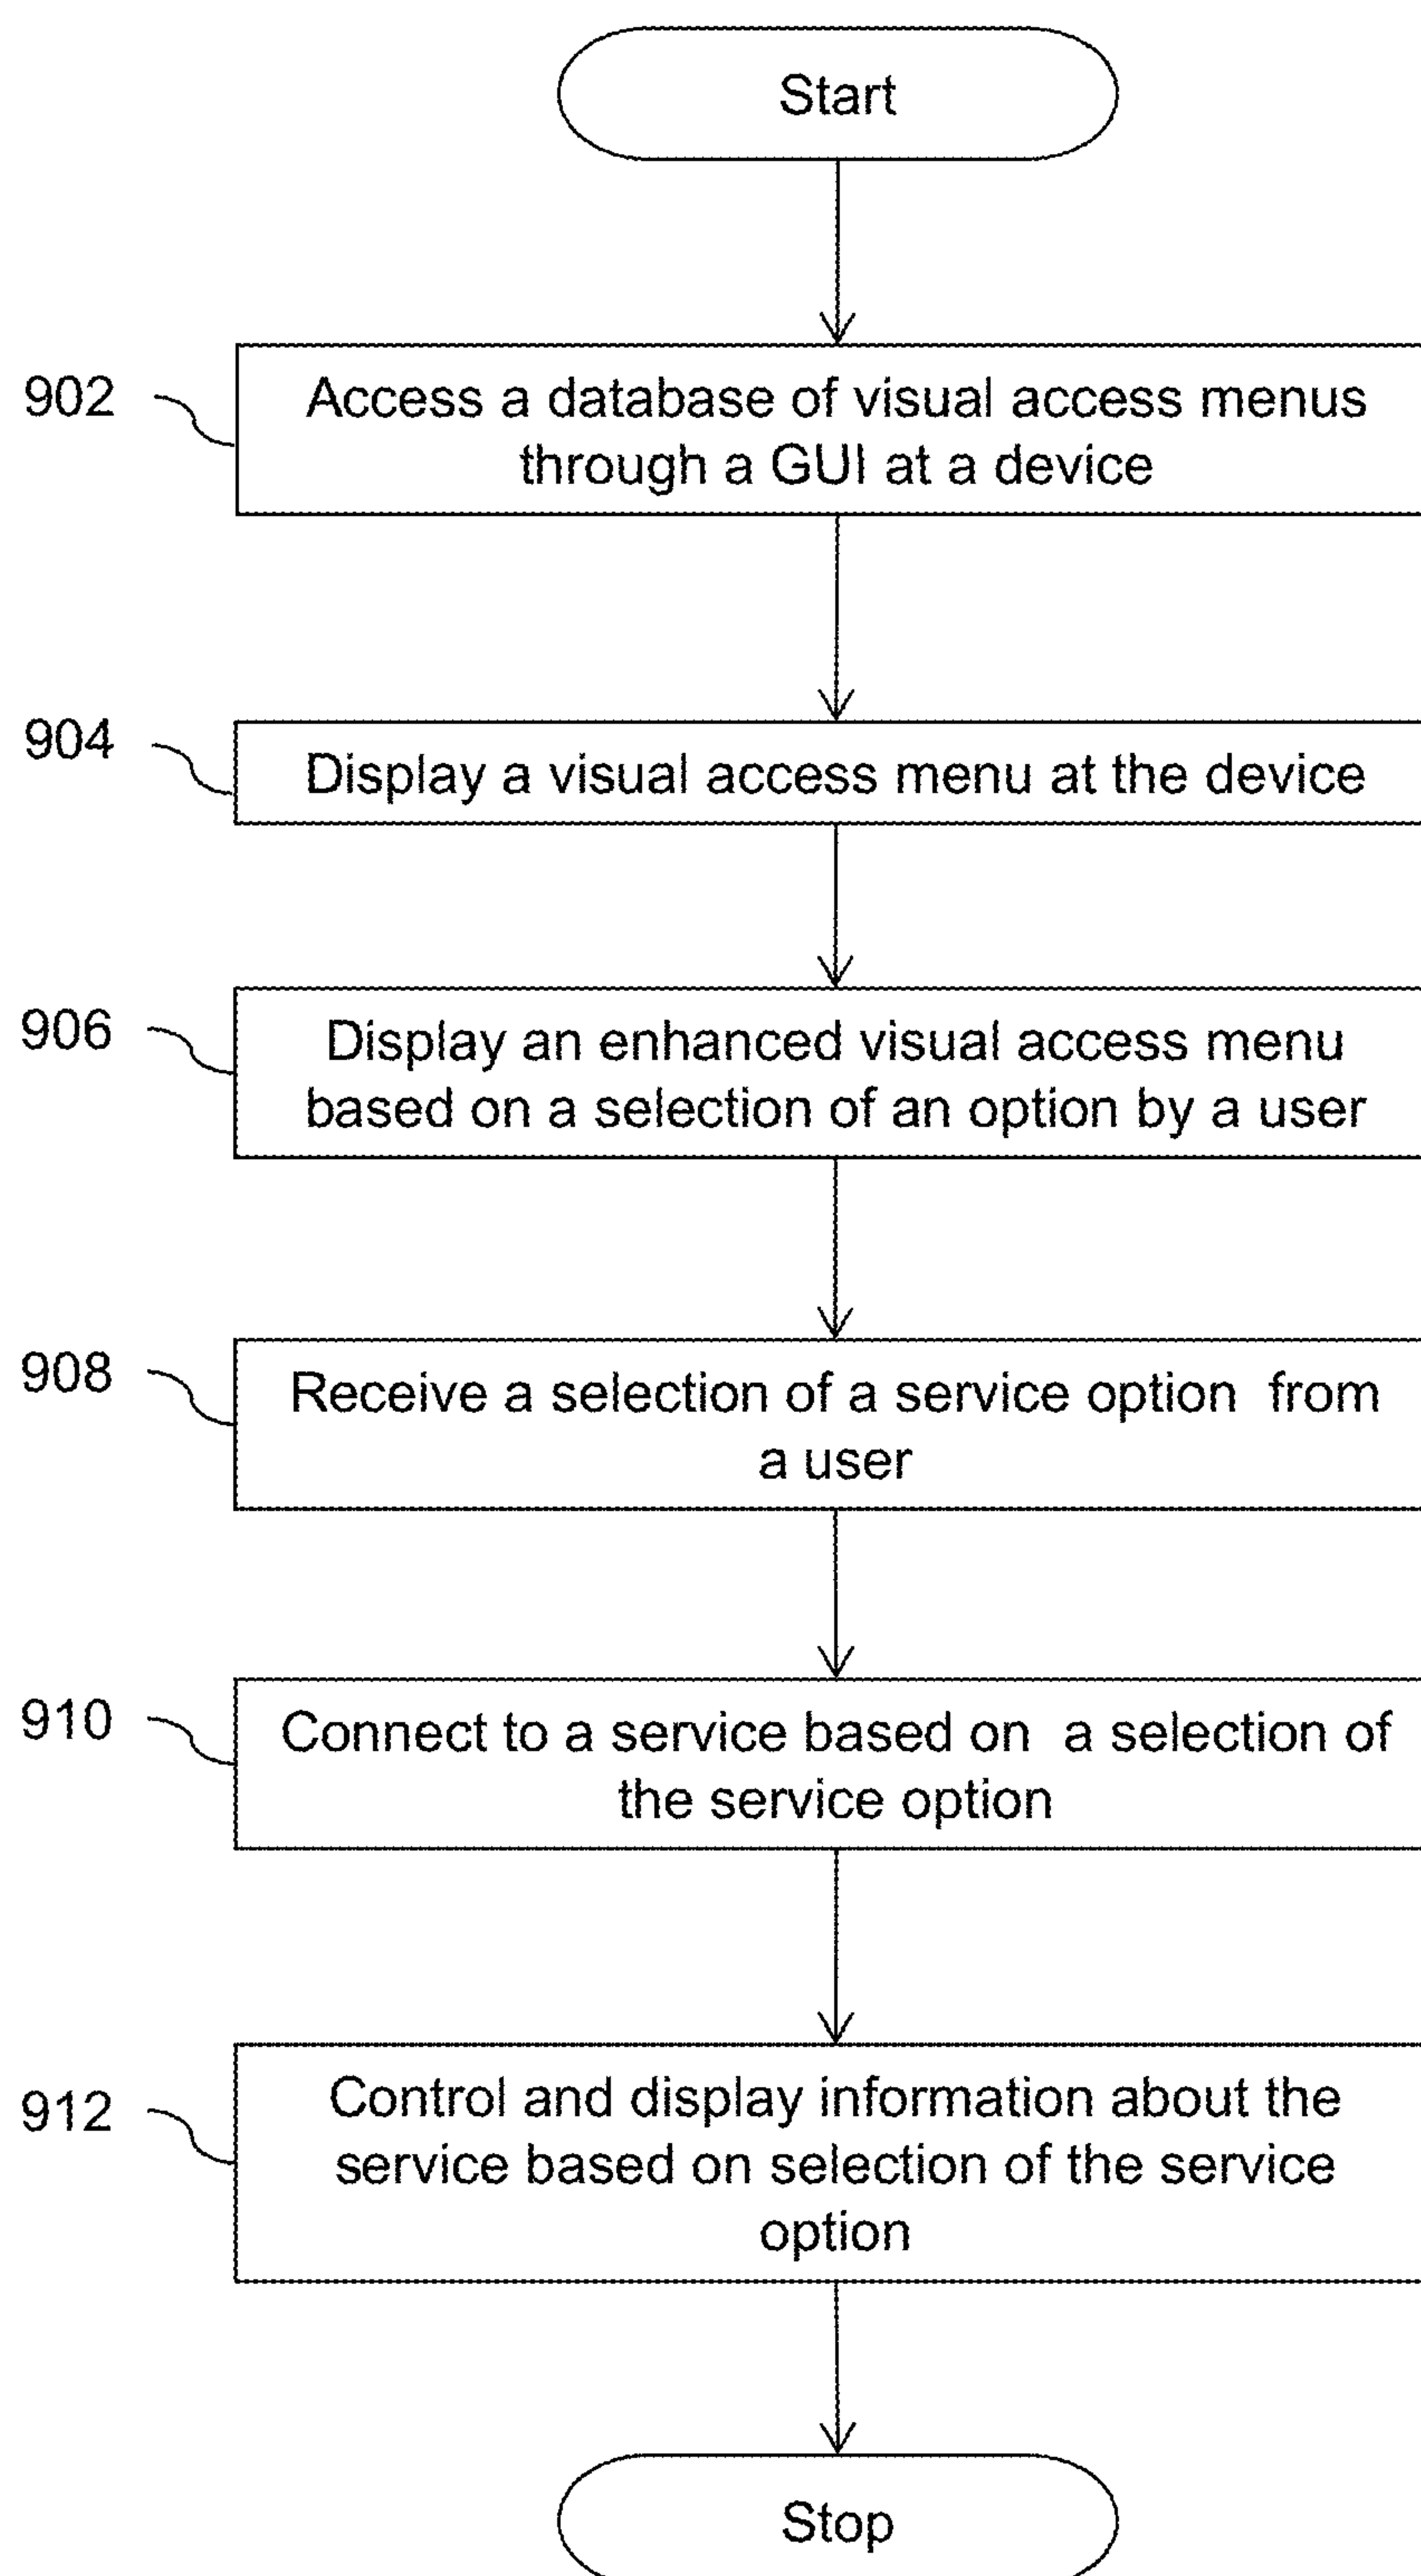 Start
902
Access a database of visual access menus
through a GUI at a device
904
Display a visual access menu at the device
906
Display an enhanced visual access menu
based on a selection of an option by a user
908
Receive a selection of a service option  from
a user
910
Connect to a service based on  a selection of
the service option
912
Control and display information about the
service based on selection of the service
option
Stop